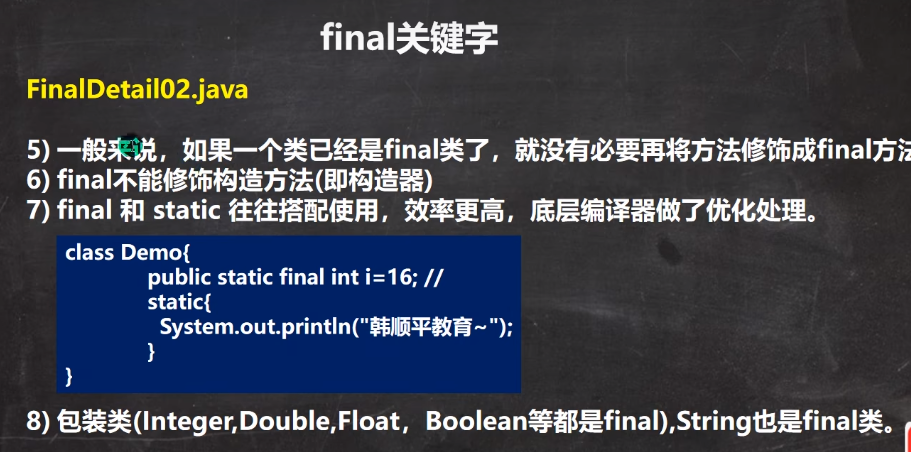 final关键字
FinalDetail02.java
5) 一般来说，如果一个类已经是final类了，就没有必要再将方法修饰成final方法
6) final不能修饰构造方法(即构造器)
7) final 和 static 往往搭配使用，效率更高，底层编译器做了优化处理。
class Demo{
public static final int i=16; //
static{
System.out.println("韩顺平教育~");
}
}
8) 包装类(Integer,Double,Float，Boolean等都是final),String也是final类。